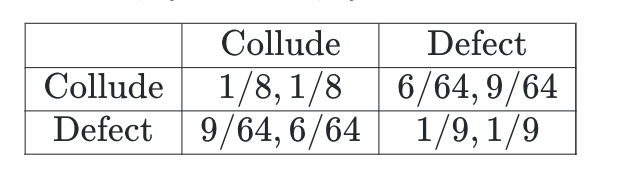 Collude Defect
Collude 1/8, 1/8 6/64, 9/64
Defect 9/64, 6/64 1/9, 1/9